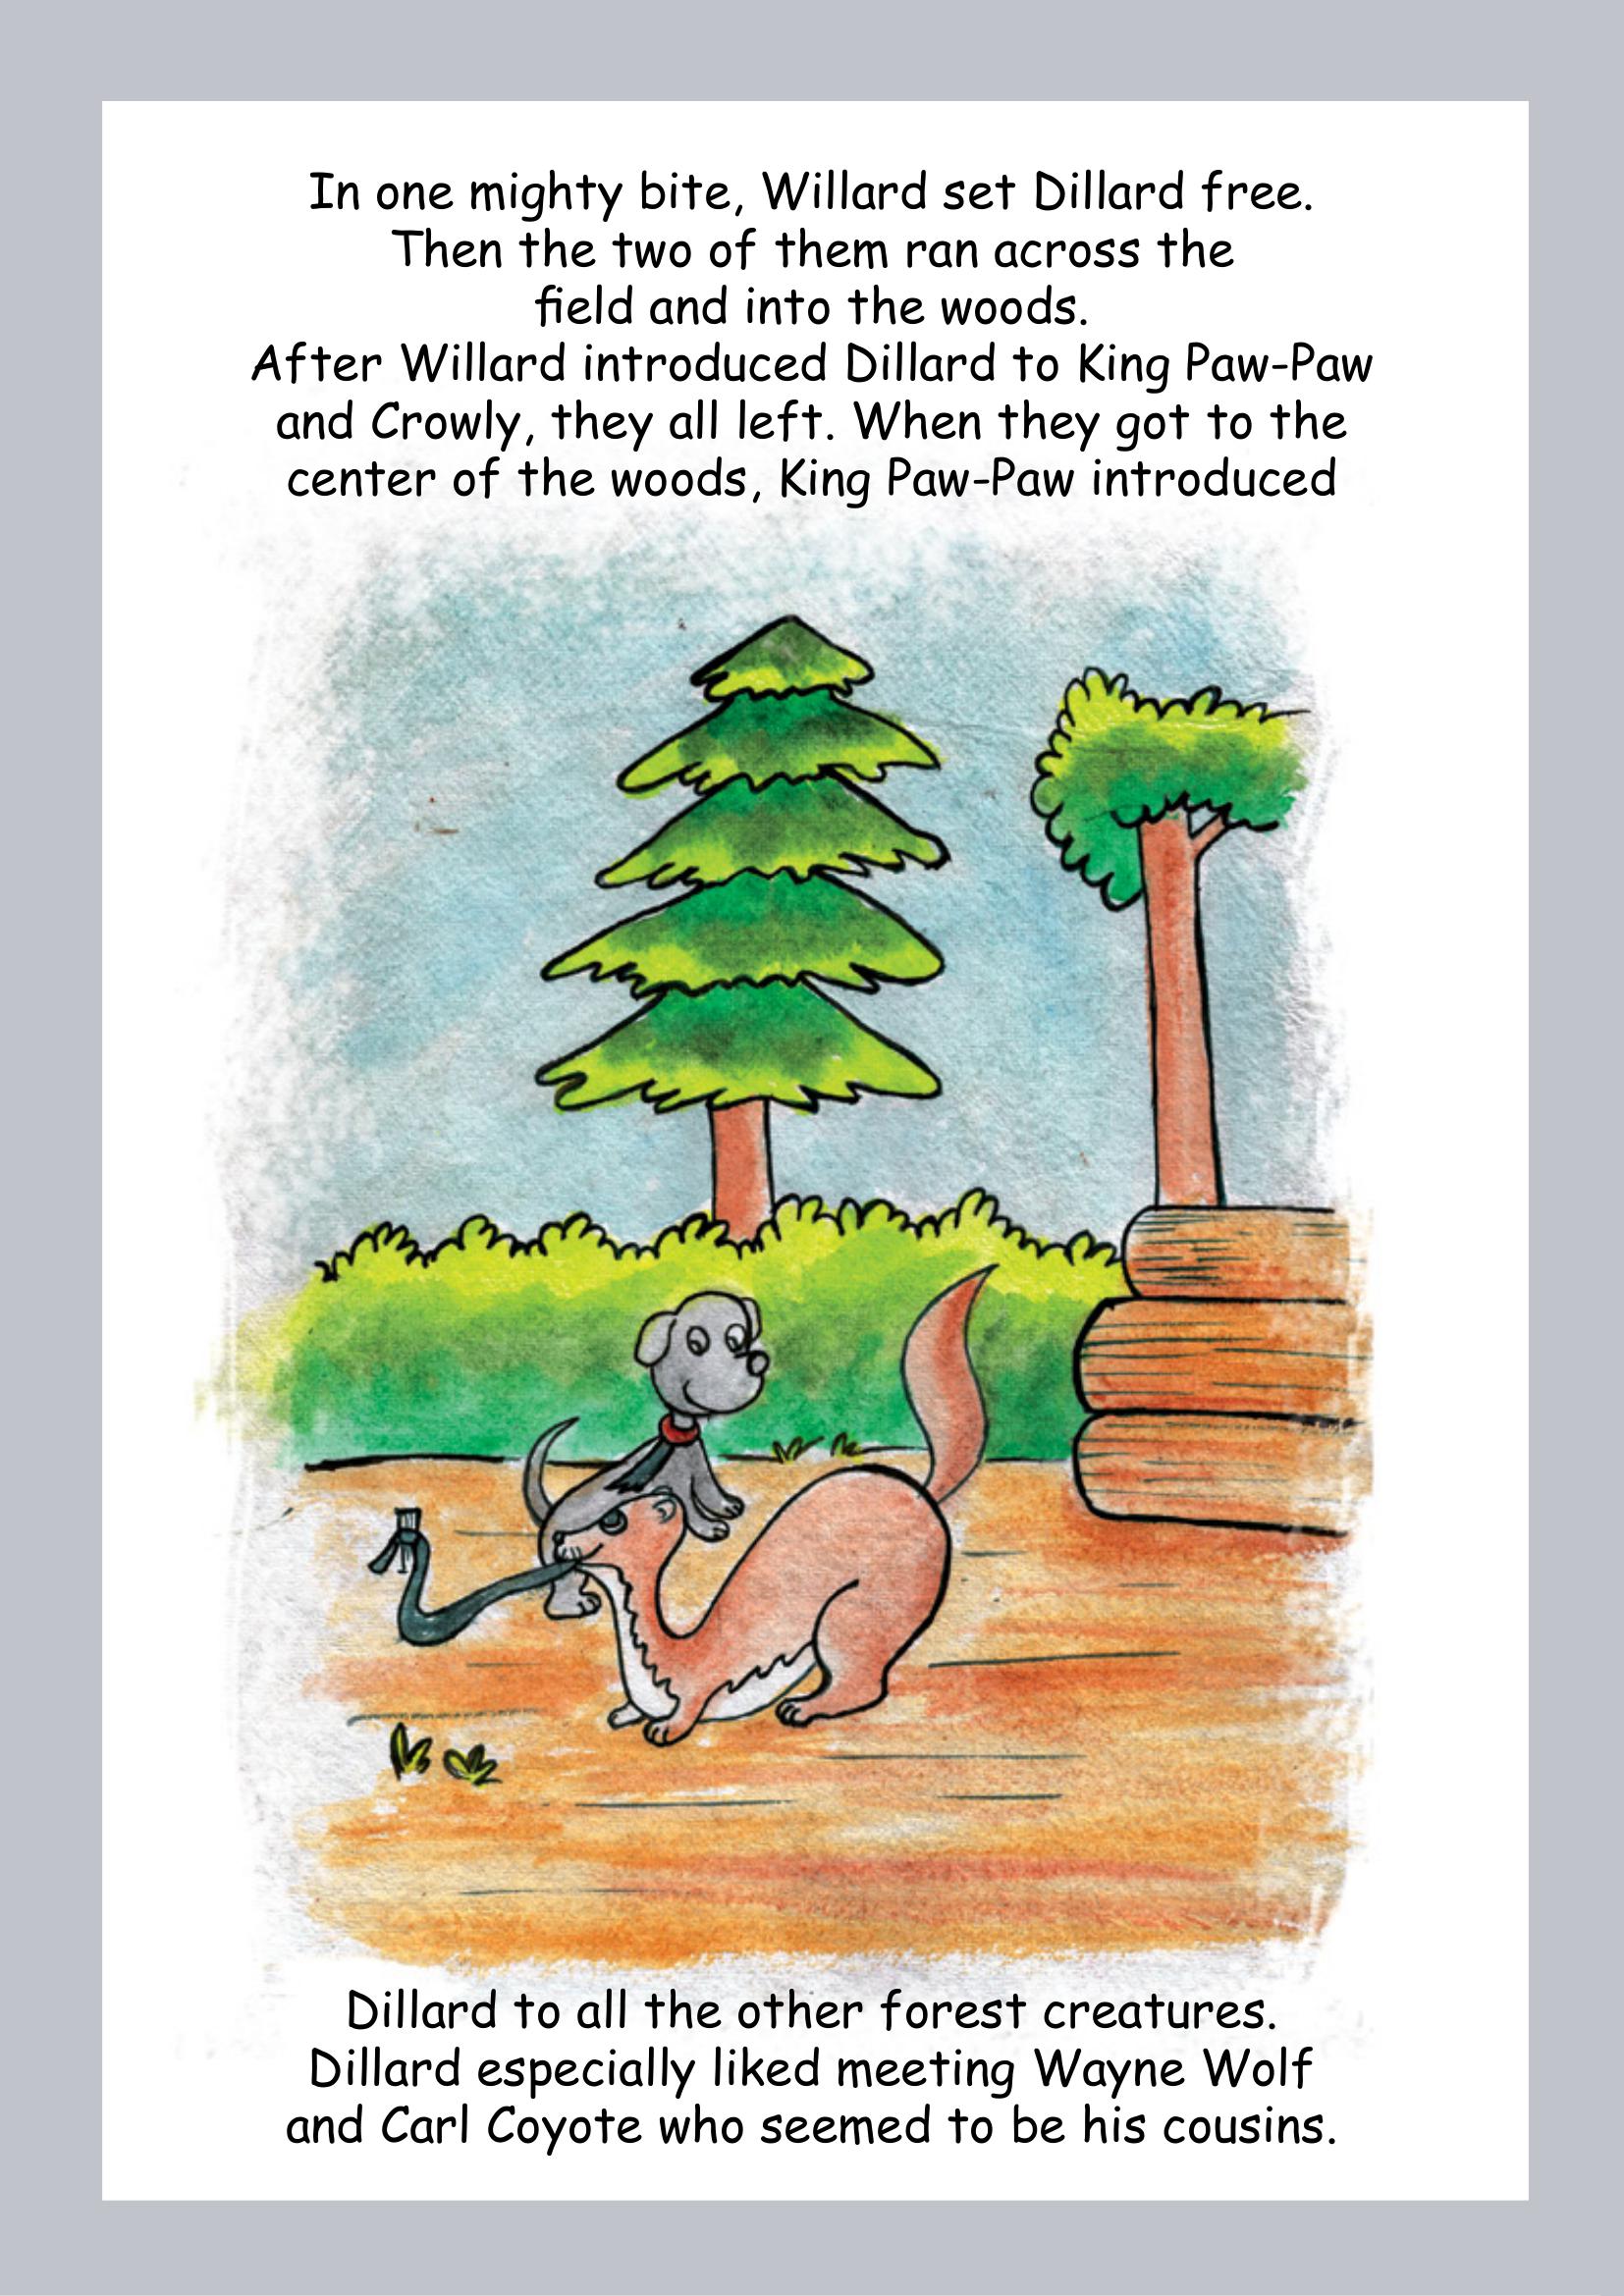 In one mighty bite, Willard set Dillard free.
Then the two of them ran across the
field and into the woods.
After Willard introduced Dillard to King Paw-Paw
and Crowly, they all left. When they got to the
center of the woods, King Paw-Paw introduced
Dillard to all the other forest creatures.
Dillard especially liked meeting Wayne Wolf
and Carl Coyote who seemed to be his cousins.